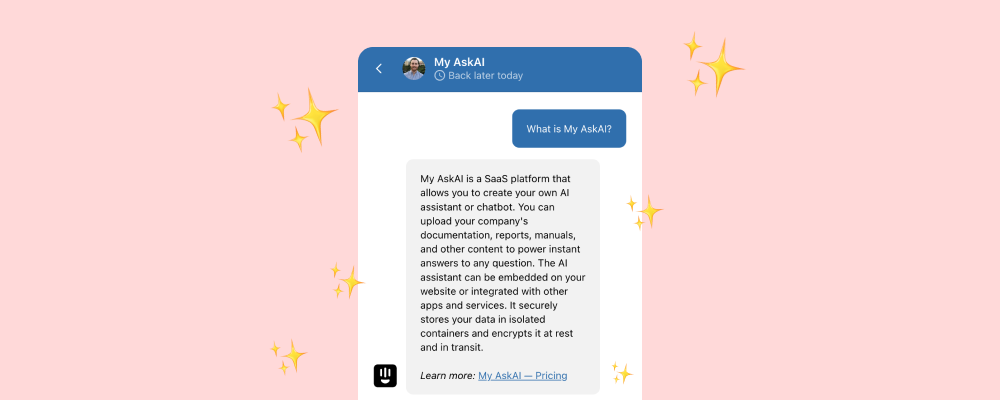 My AskAI
Back later today
What is My AskAI?
My AskAI is a SaaS platform that
allows you to create your own AI
assistant or chatbot. You can
upload your company's
documentation, reports, manuals,
and other content to power instant
answers to any question. The AI
assistant can be embedded on your
website or integrated with other
apps and services. It securely
stores your data in isolated
containers and encrypts it at rest
and in transit.
Learn more: My AskAI — Pricing